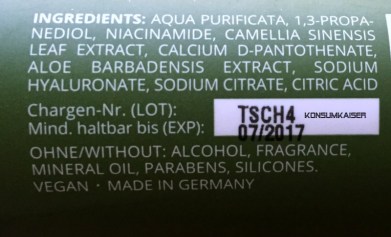 INGREDIENTS: AQUA PURIFICATA, 1,3-PROPA-
NEDIOL, NIACINAMIDE, CAMELLIA SINENSIS
LEAF EXTRACT, CALCIUM D-PANTOTHENATE,
ALOE BARBADENSIS EXTRACT, SODIUM
HYALURONATE, SODIUM CITRATE, CITRIC ACID
Chargen-Nr. (LOT): TSCH4 KONSUMKAISER
Mind. haltbar bis (EXP): 07/2017
OHNE/WITHOUT: ALCOHOL, FRAGRANCE,
MINERAL OIL, PARABENS, SILICONES.
VEGAN · MADE IN GERMANY